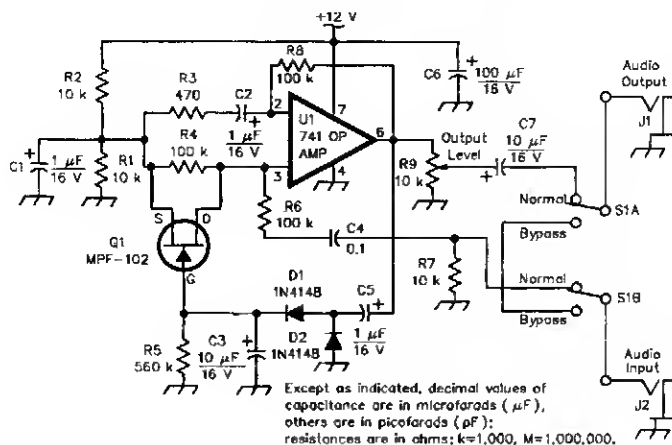 +12 V
R2
10 k
R3
470
C2
1 µF
16 V
R8
100 k
C6
100 µF
16 V
Audio
Output
J1
C1
1 µF
16 V
R1
10 k
R4
100 k
2
3
7
4
6
U1
741 OP
AMP
R9
10 k
Output
Level
C7
10 µF
16 V
Normal
Bypass
S1A
S
D
G
Q1
MPF-102
R6
100 k
C4
0.1
R7
10 k
Normal
Bypass
S1B
D1
1N4148
D2
1N4148
C5
1 µF
16 V
R5
560 k
C3
10 µF
16 V
Audio
Input
J2
Except as indicated, decimal values of
capacitance are in microfarads ( µF),
others are in picofarads ( pF);
resistances are in ohms; k=1,000, M=1,000,000.